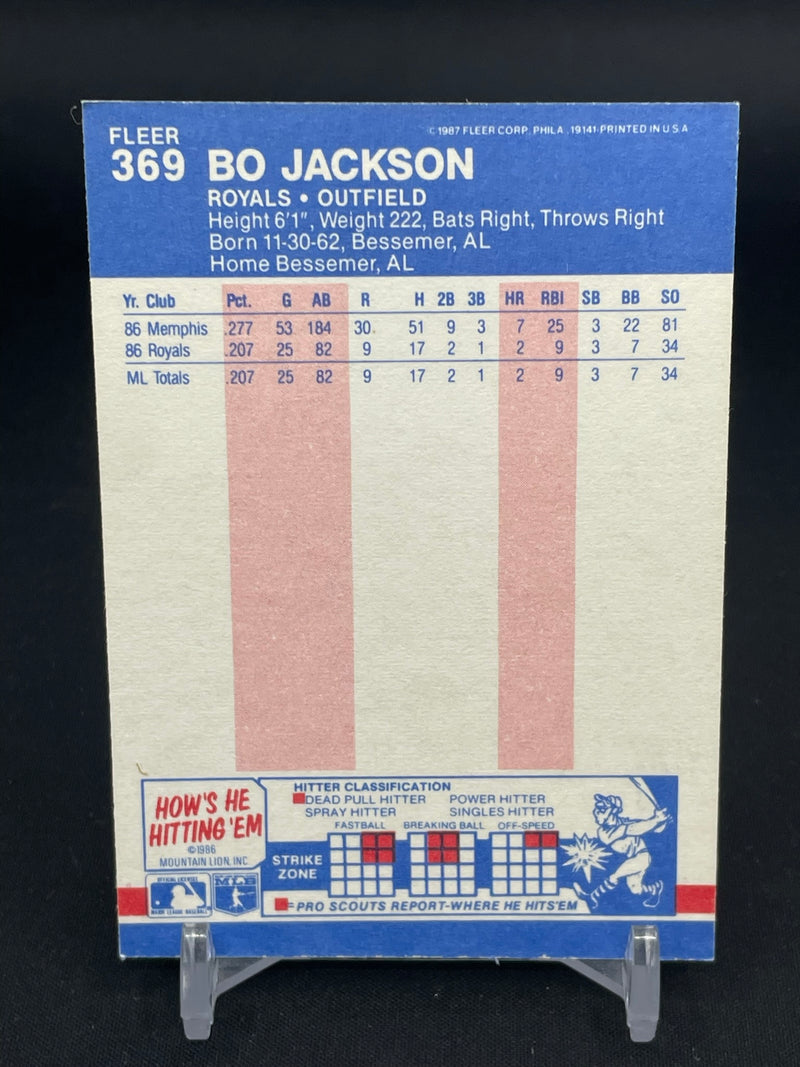 FLEER
© 1987 FLEER CORP. PHILA. 19141-PRINTED IN U S A
369 BO JACKSON
ROYALS • OUTFIELD
Height 6'1", Weight 222, Bats Right, Throws Right
Born 11-30-62, Bessemer, AL
Home Bessemer, AL
Yr. Club Pct. G AB R H 2B 3B HR RBI SB BB SO
86 Memphis .277 53 184 30 51 9 3 7 25 3 22 81
86 Royals .207 25 82 9 17 2 1 2 9 3 7 34
ML Totals .207 25 82 9 17 2 1 2 9 3 7 34
HOW'S HE
HITTING 'EM
©1986
MOUNTAIN LION, INC
HITTER CLASSIFICATION
DEAD PULL HITTER POWER HITTER
SPRAY HITTER SINGLES HITTER
FASTBALL BREAKING BALL OFF-SPEED
STRIKE
ZONE
=PRO SCOUTS REPORT-WHERE HE HITS'EM
OFFICIAL LICENSEE
MAJOR LEAGUE BASEBALL
MLB